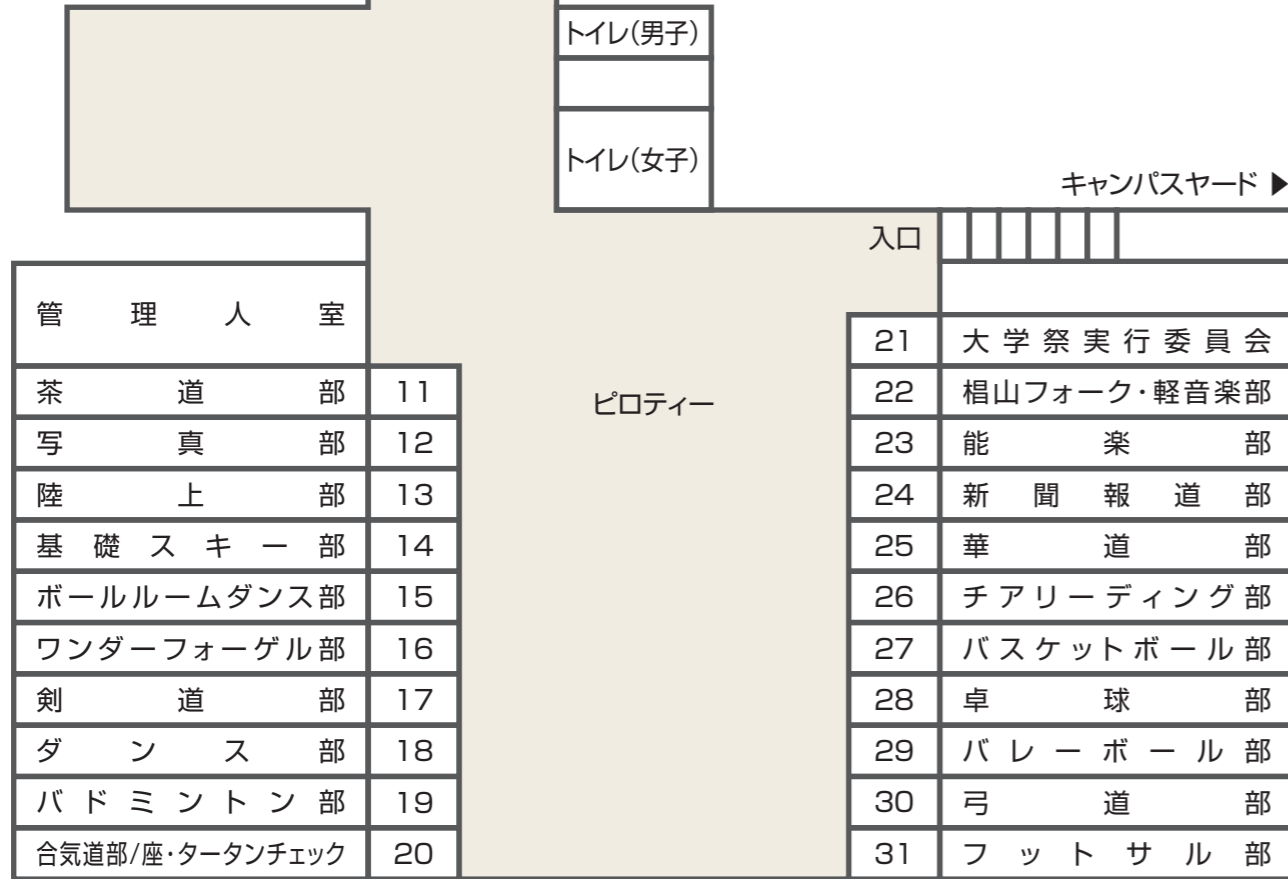 トイレ(男子)
トイレ(女子)
キャンパスヤード ▶
入口
管理人室
ピロティー
茶道部 11
写真部 12
陸上部 13
基礎スキー部 14
ボールルームダンス部 15
ワンダーフォーゲル部 16
剣道部 17
ダンス部 18
バドミントン部 19
合気道部/座・タータンチェック 20
21 大学祭実行委員会
22 椙山フォーク・軽音楽部
23 能楽部
24 新聞報道部
25 華道部
26 チアリーディング部
27 バスケットボール部
28 卓球部
29 バレーボール部
30 弓道部
31 フットサル部